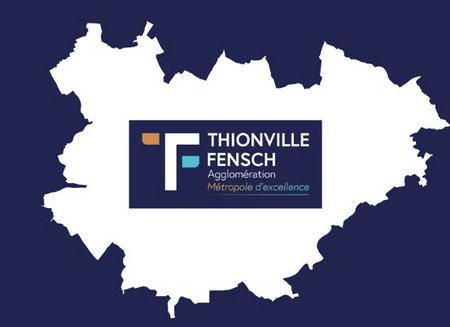 THIONVILLE
FENSCH
Agglomération
Métropole d'excellence